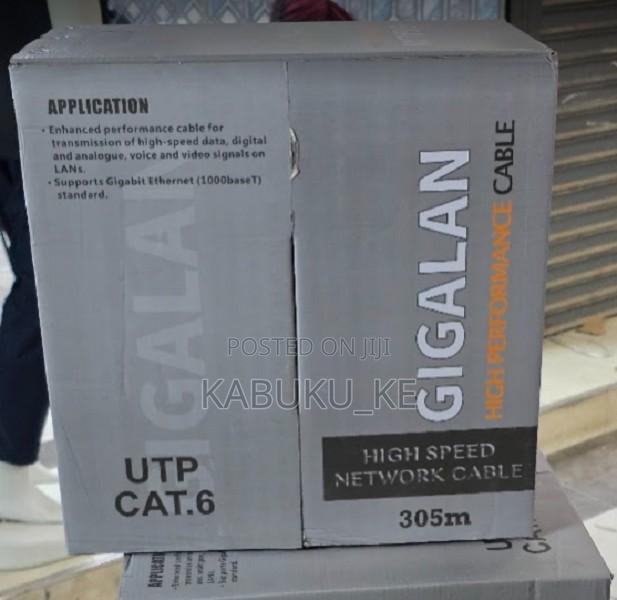 APPLICATION
• Enhanced performance cable for
transmission of high-speed data, digital
and analogue, voice and video signals on
LANs.
• Supports Gigabit Ethernet (1000baseT)
standard.
GIGALAN
UTP
CAT.6
GIGALAN
HIGH PERFORMANCE CABLE
HIGH SPEED
NETWORK CABLE
305m
POSTED ON JIJI
KABUKU_KE
APPLICATI